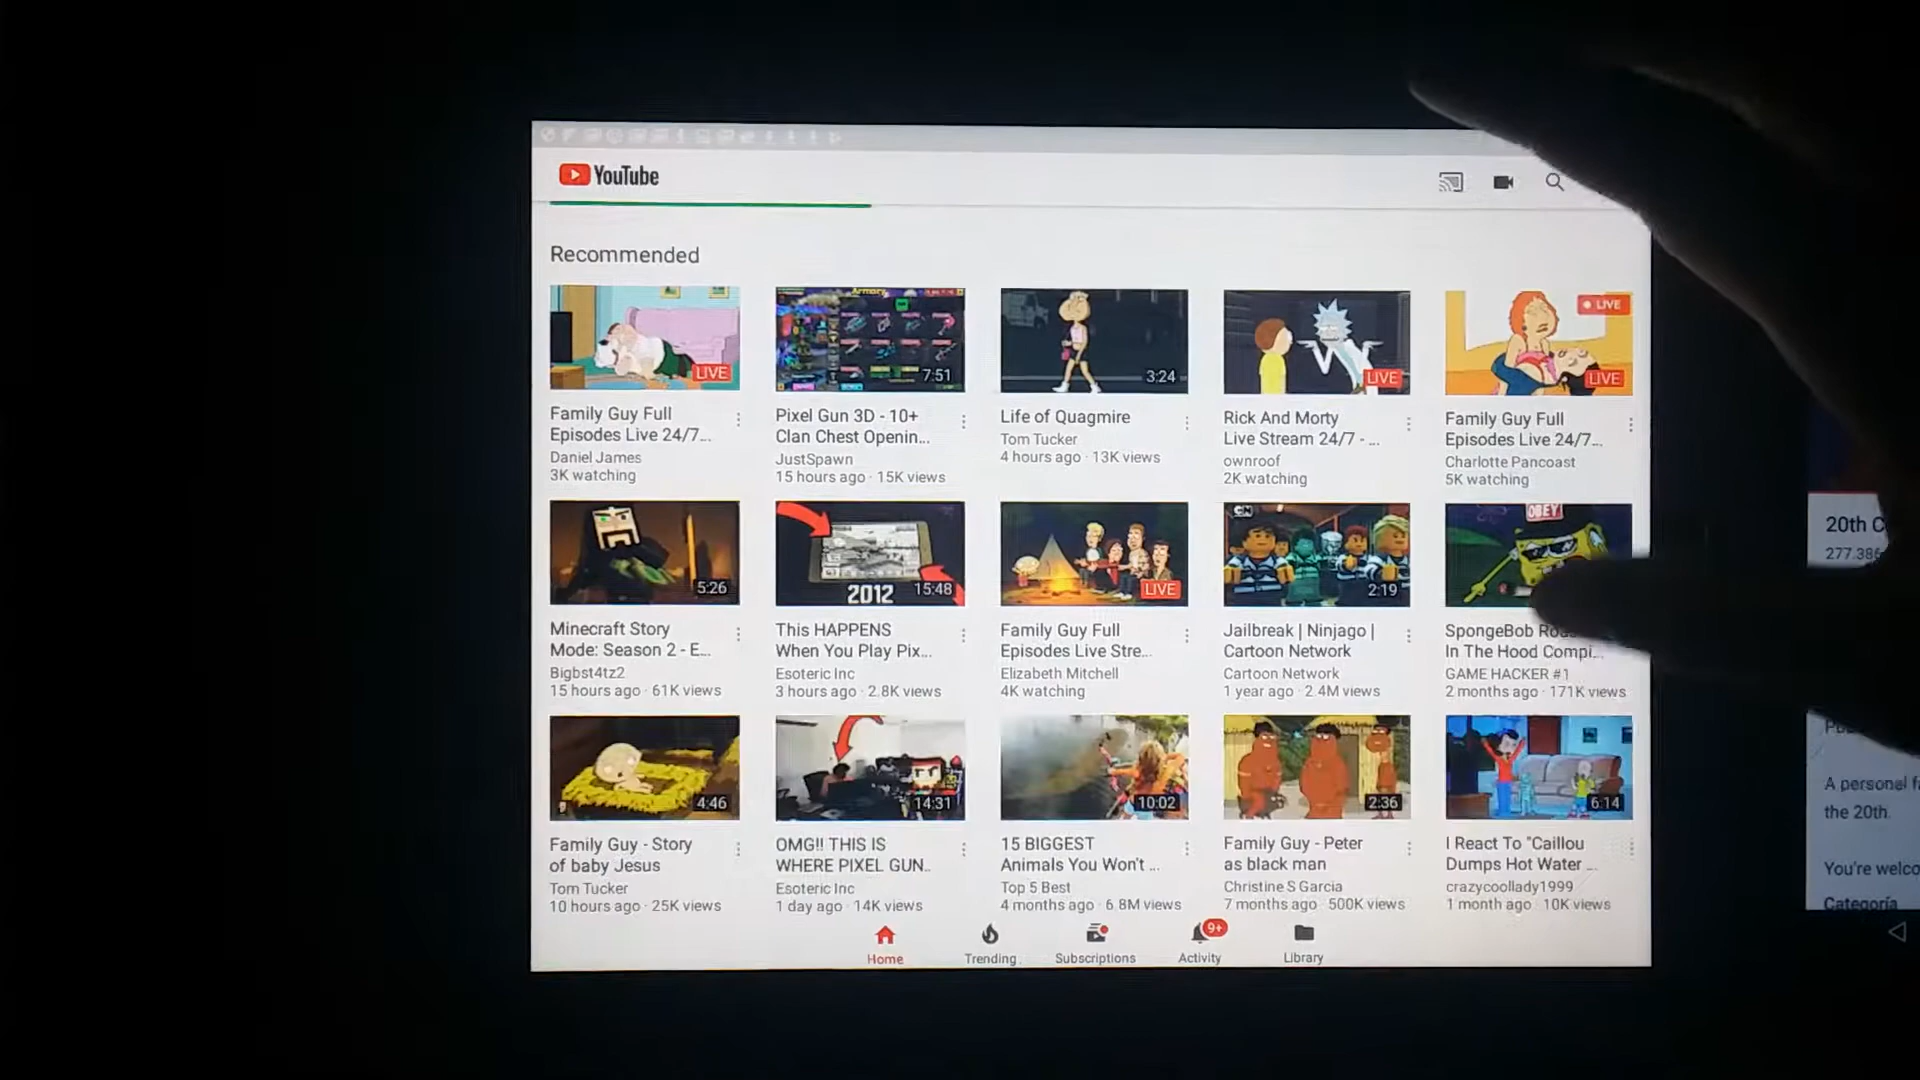 YouTube
Recommended
LIVE
Armory
7:51
3:24
LIVE
LIVE
LIVE
Family Guy Full
Episodes Live 24/7...
Daniel James
3K watching
Pixel Gun 3D - 10+
Clan Chest Openin...
JustSpawn
15 hours ago · 15K views
Life of Quagmire
Tom Tucker
4 hours ago · 13K views
Rick And Morty
Live Stream 24/7 - ...
ownroof
2K watching
Family Guy Full
Episodes Live 24/7...
Charlotte Pancoast
5K watching
5:26
2012
15:48
LIVE
CN
2:19
OBEY
Minecraft Story
Mode: Season 2 - E...
Bigbst4tz2
15 hours ago · 61K views
This HAPPENS
When You Play Pix...
Esoteric Inc
3 hours ago · 2.8K views
Family Guy Full
Episodes Live Stre...
Elizabeth Mitchell
4K watching
Jailbreak | Ninjago |
Cartoon Network
Cartoon Network
1 year ago · 2.4M views
SpongeBob
In The Hood Compi...
GAME HACKER #1
2 months ago · 171K views
4:46
14:31
10:02
2:36
6:14
Family Guy - Story
of baby Jesus
Tom Tucker
10 hours ago · 25K views
OMG!! THIS IS
WHERE PIXEL GUN..
Esoteric Inc
1 day ago · 14K views
15 BIGGEST
Animals You Won't ...
Top 5 Best
4 months ago · 6.8M views
Family Guy - Peter
as black man
Christine S Garcia
7 months ago · 500K views
I React To "Caillou
Dumps Hot Water ...
crazycoollady1999
1 month ago · 10K views
Home
Trending
Subscriptions
9+
Activity
Library
20th C
277.386
A personal f
the 20th
You're welco
Categoría